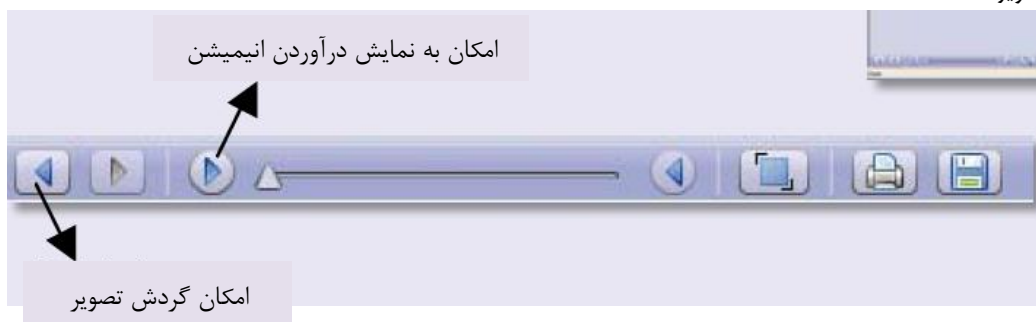 امکان به نمایش درآوردن انیمیشن
امکان گردش تصویر